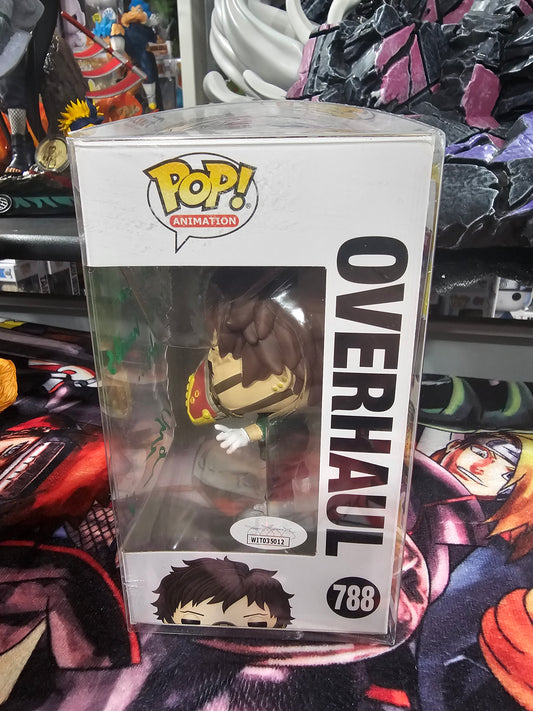 POP!
ANIMATION
OVERHAUL
WIT035012
788